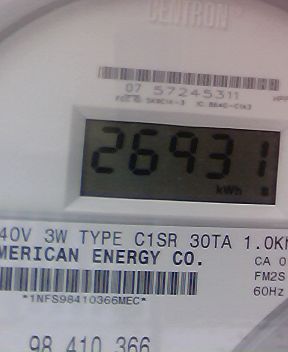 CENTRON®
07 57245311
26931
kWh
40V 3W TYPE C1SR 30TA 1.0Kh
MERICAN ENERGY CO.
CA 0
FM2S
60Hz
*1NFS98410366MEC*
98 410 366